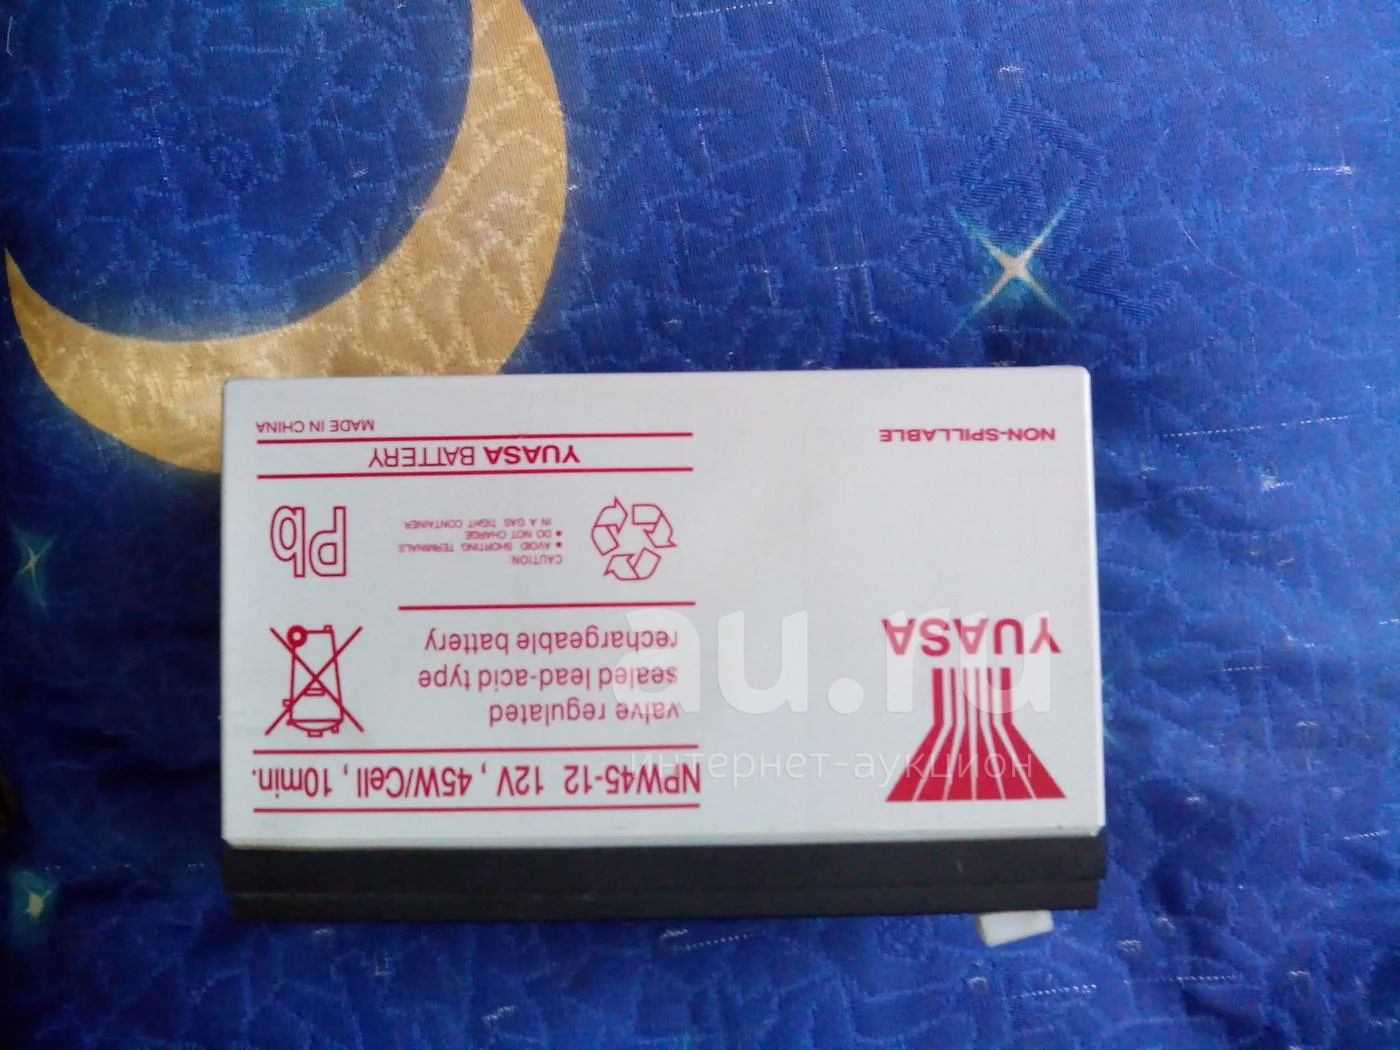 YUASA
NPW45-12 12V , 45W/Cell , 10min.
valve regulated
sealed lead-acid type
rechargeable battery
CAUTION:
• AVOID SHORTING TERMINALS
• DO NOT CHARGE
IN A GAS TIGHT CONTAINER.
Pb
YUASA BATTERY
MADE IN CHINA
NON-SPILLABLE
au.ru
интернет-аукцион